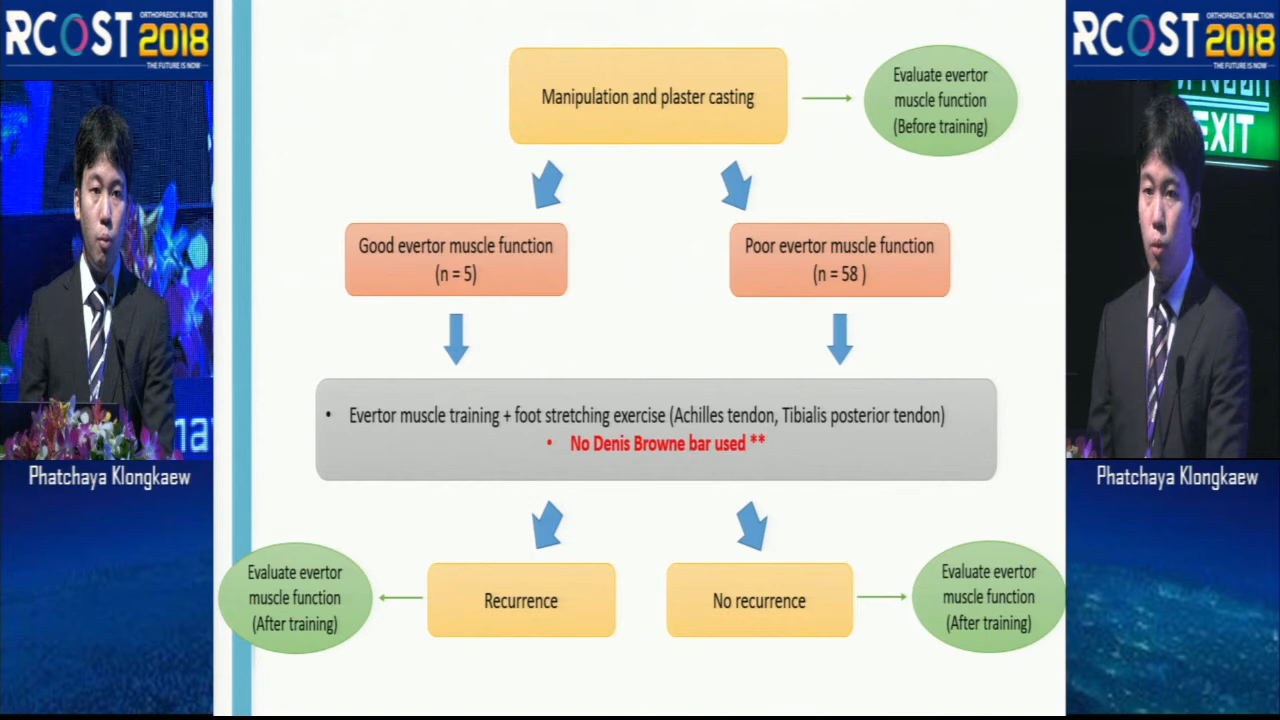 ORTHOPAEDIC IN ACTION
RCOST 2018
THE FUTURE IS NOW
ORTHOPAEDIC IN ACTION
RCOST 2018
THE FUTURE IS NOW
EXIT
Manipulation and plaster casting
Evaluate evertor
muscle function
(Before training)
Good evertor muscle function
(n = 5)
Poor evertor muscle function
(n = 58 )
• Evertor muscle training + foot stretching exercise (Achilles tendon, Tibialis posterior tendon)
• No Denis Browne bar used **
Phatchaya Klongkaew
Phatchaya Klongkaew
Evaluate evertor
muscle function
(After training)
Recurrence
No recurrence
Evaluate evertor
muscle function
(After training)